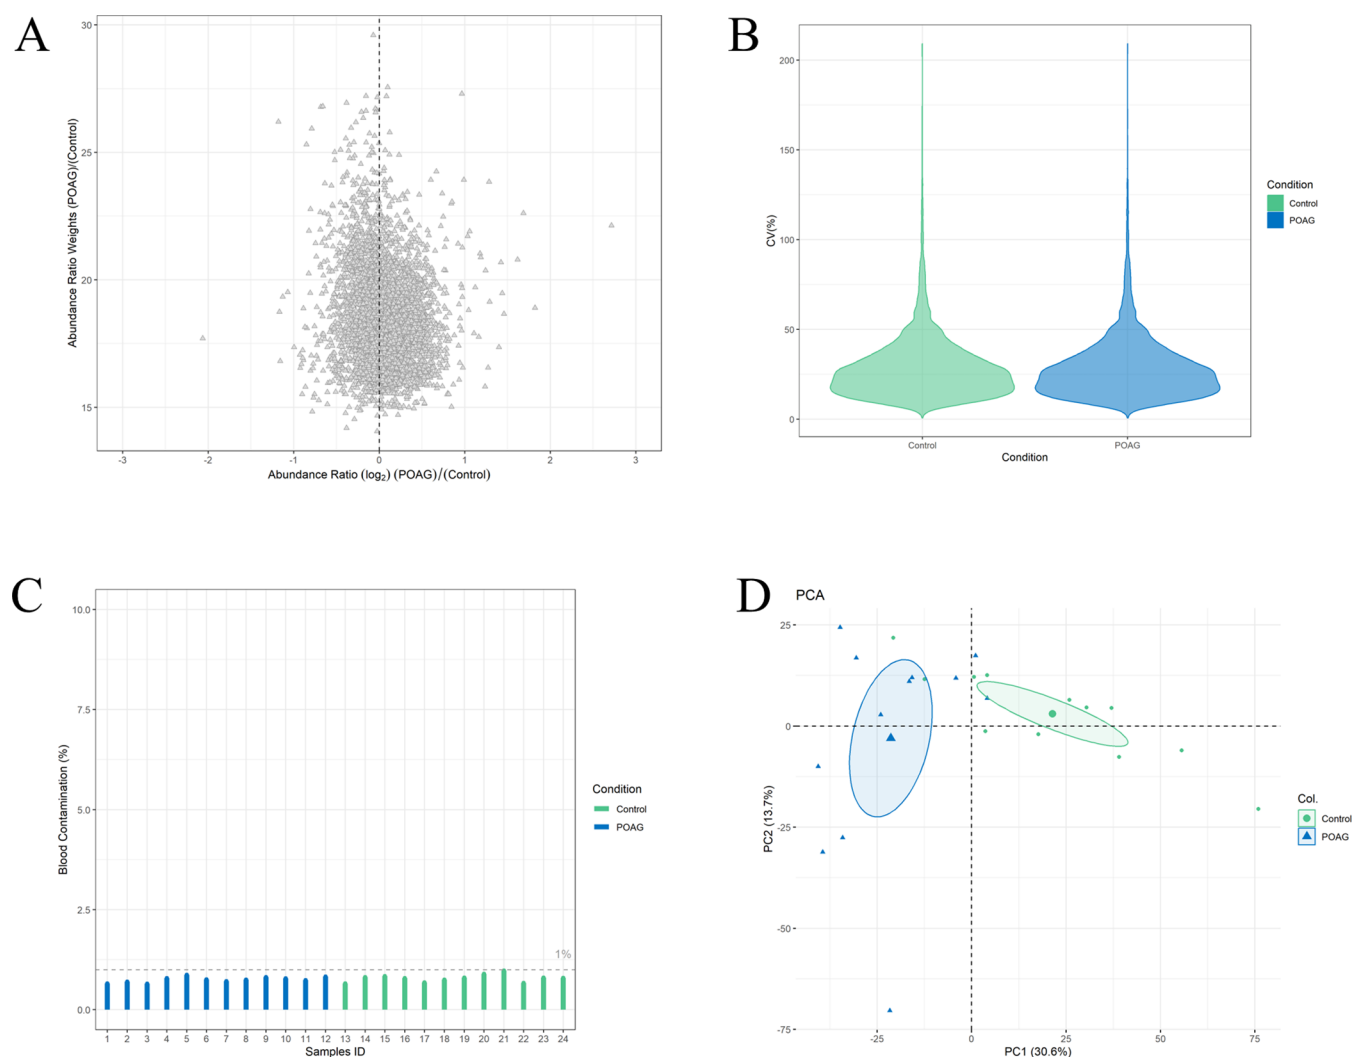 A
Abundance Ratio Weights (POAG)/(Control)
30
25
20
15
-3 -2 -1 0 1 2 3
Abundance Ratio (log2) (POAG)/(Control)
B
CV(%)
200
150
100
50
0
Control POAG
Condition
Condition
Control
POAG
C
Blood Contamination (%)
10.0
7.5
5.0
2.5
0.0
1%
1 2 3 4 5 6 7 8 9 10 11 12 13 14 15 16 17 18 19 20 21 22 23 24
Samples ID
Condition
Control
POAG
D
PCA
PC2 (13.7%)
25
0
-25
-50
-75
-25 0 25 50 75
PC1 (30.6%)
Col.
Control
POAG